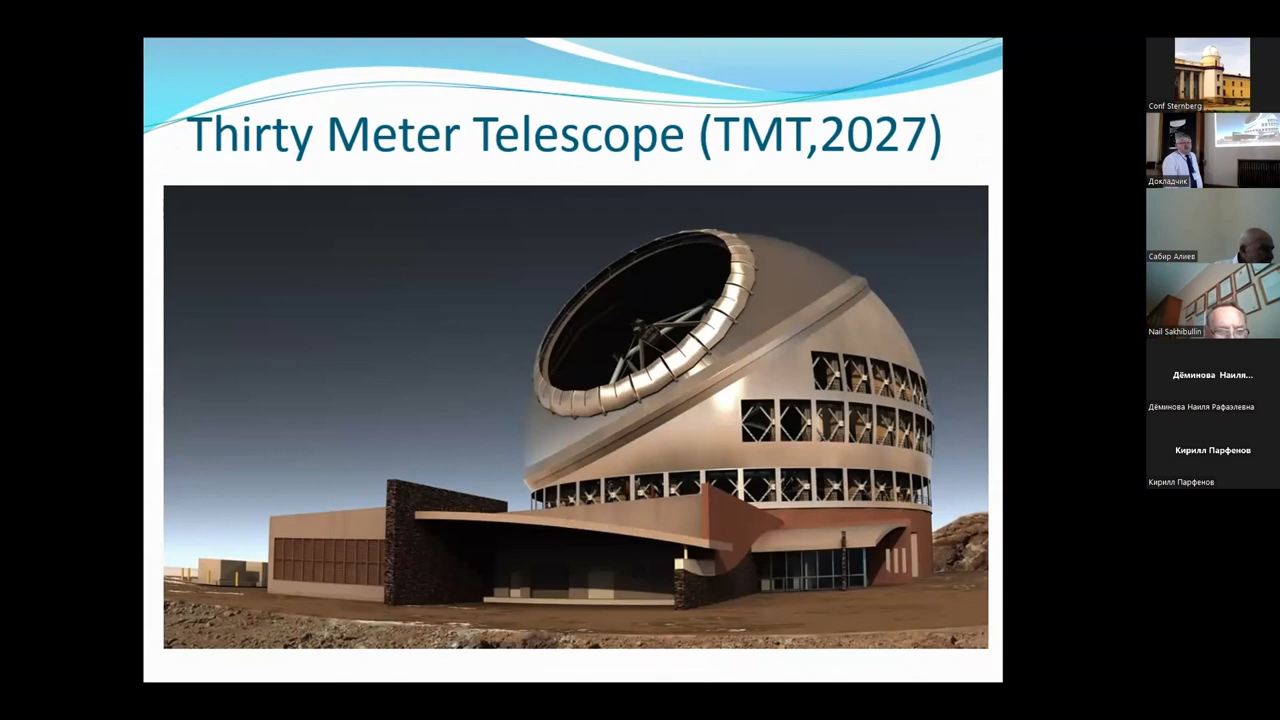 Thirty Meter Telescope (TMT,2027)
Conf Sternberg
Докладчик
Сабир Алиев
Nail Sakhibullin
Дёминова Наиля...
Дёминова Наиля Рафаэлевна
Кирилл Парфенов
Кирилл Парфенов